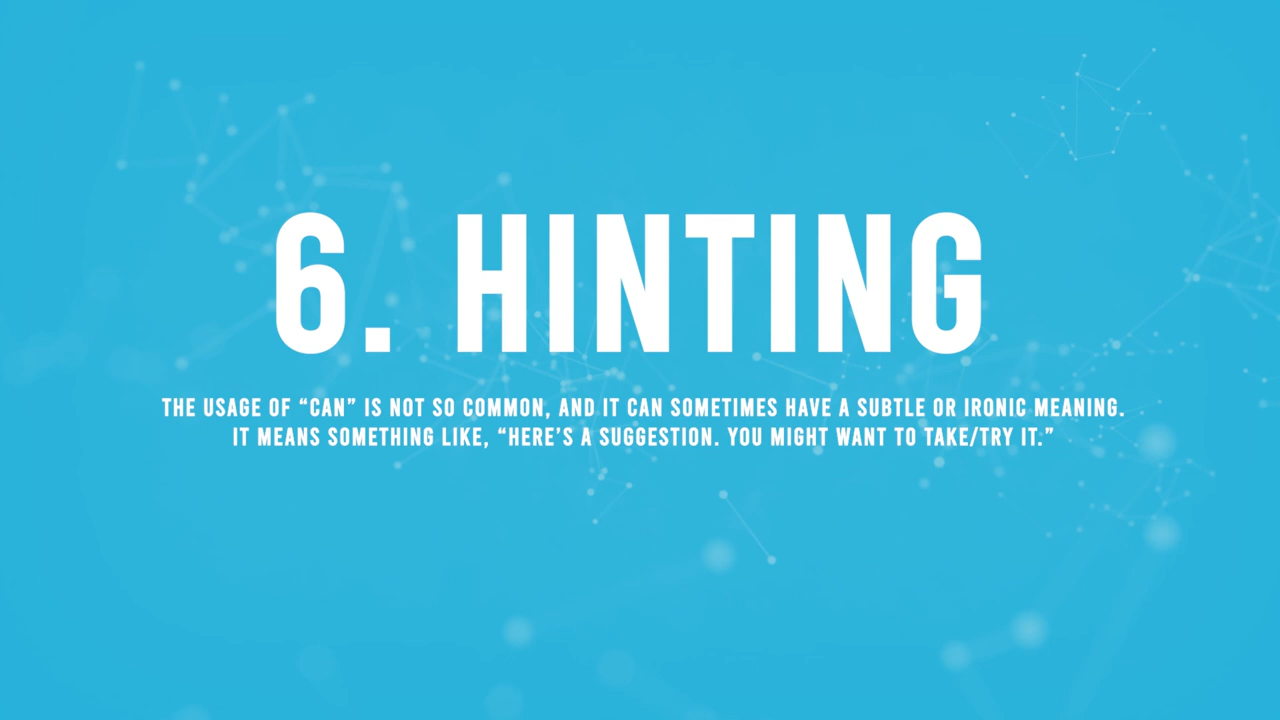 6. HINTING
THE USAGE OF “CAN” IS NOT SO COMMON, AND IT CAN SOMETIMES HAVE A SUBTLE OR IRONIC MEANING.
IT MEANS SOMETHING LIKE, “HERE’S A SUGGESTION. YOU MIGHT WANT TO TAKE/TRY IT.”